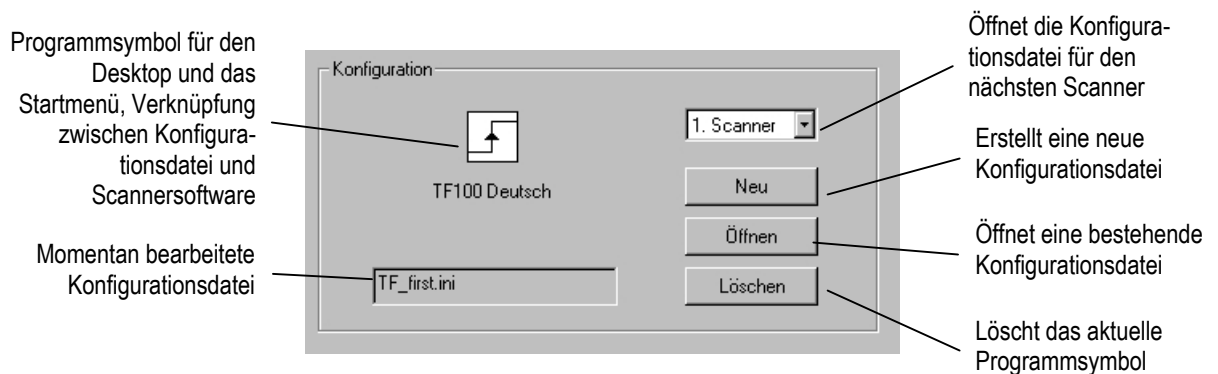 Programmsymbol für den
Desktop und das
Startmenü, Verknüpfung
zwischen Konfigura-
tionsdatei und
Scannersoftware
Momentan bearbeitete
Konfigurationsdatei
Konfiguration
TF100 Deutsch
TF_first.ini
1. Scanner
Neu
Öffnen
Löschen
Öffnet die Konfigura-
tionsdatei für den
nächsten Scanner
Erstellt eine neue
Konfigurationsdatei
Öffnet eine bestehende
Konfigurationsdatei
Löscht das aktuelle
Programmsymbol